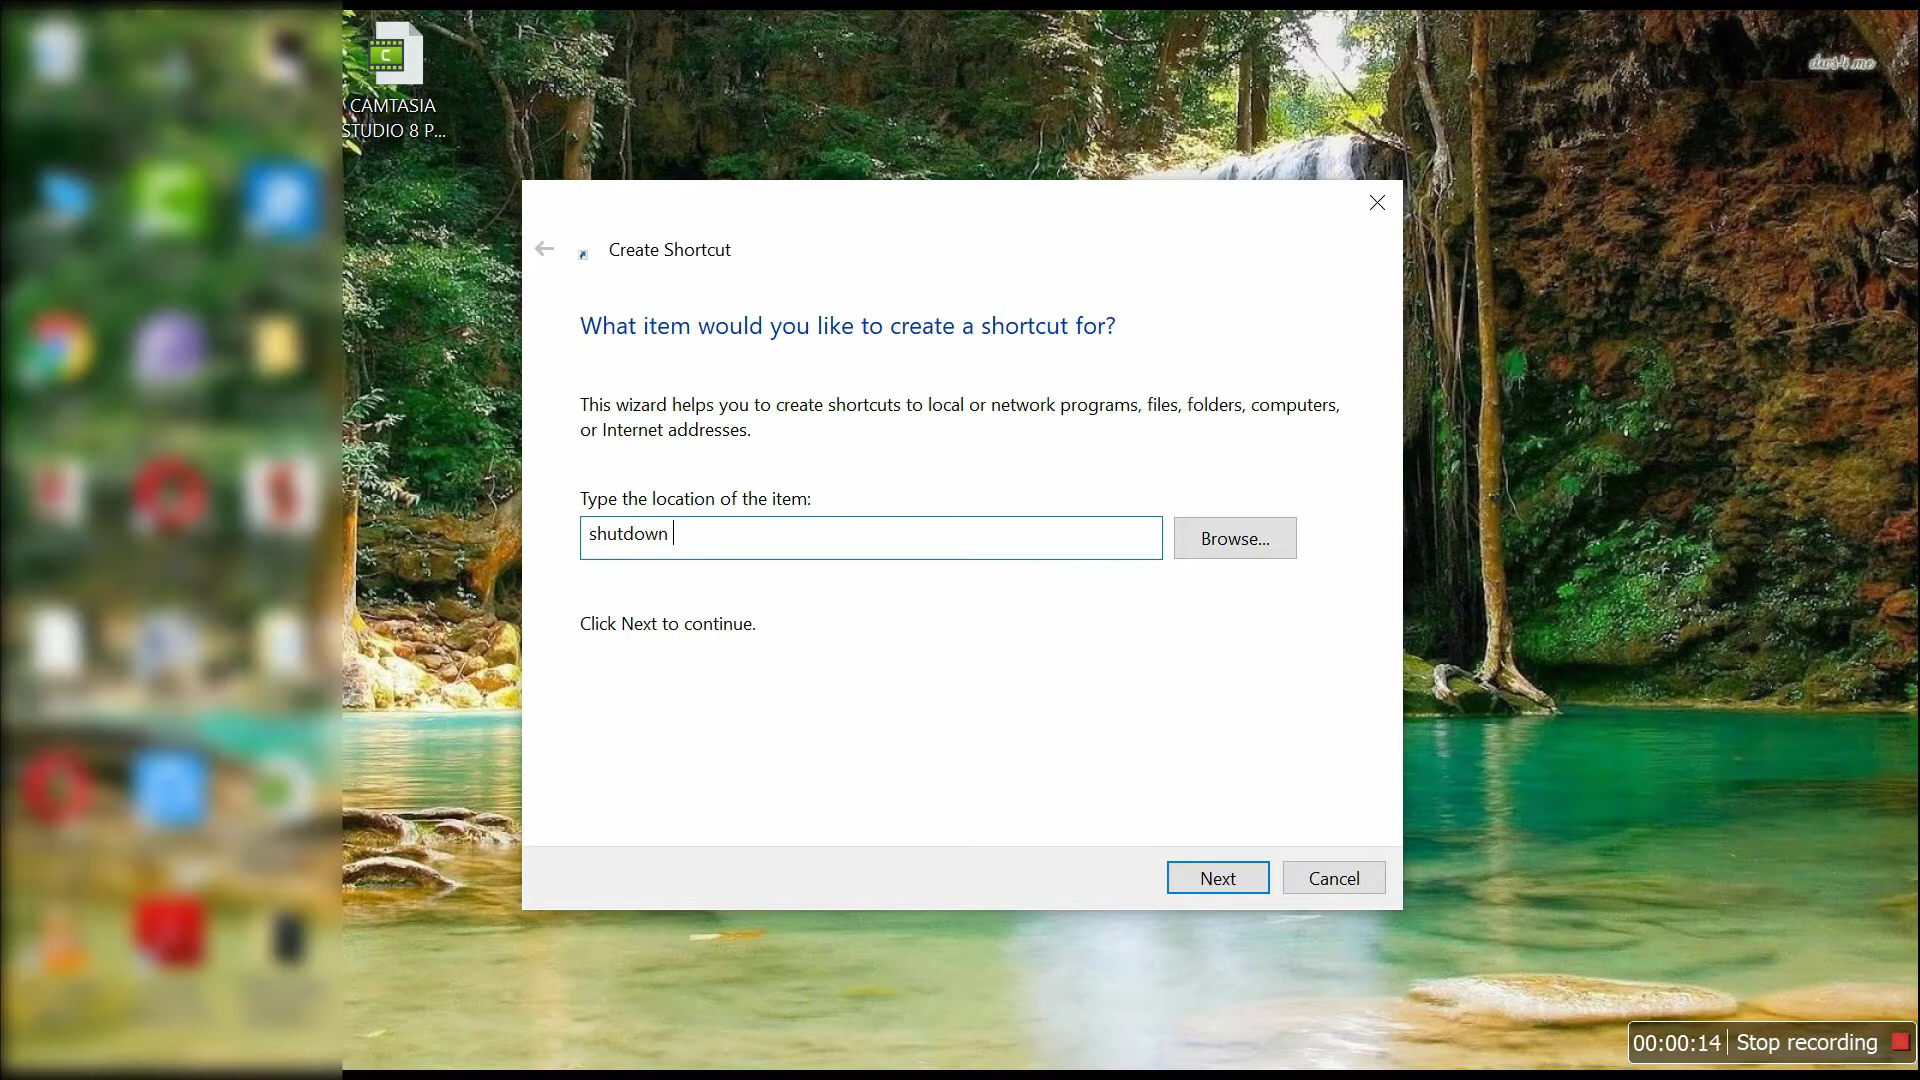 CAMTASIA
STUDIO 8 P...
Create Shortcut
What item would you like to create a shortcut for?
This wizard helps you to create shortcuts to local or network programs, files, folders, computers,
or Internet addresses.
Type the location of the item:
shutdown
Browse...
Click Next to continue.
Next
Cancel
00:00:14
Stop recording